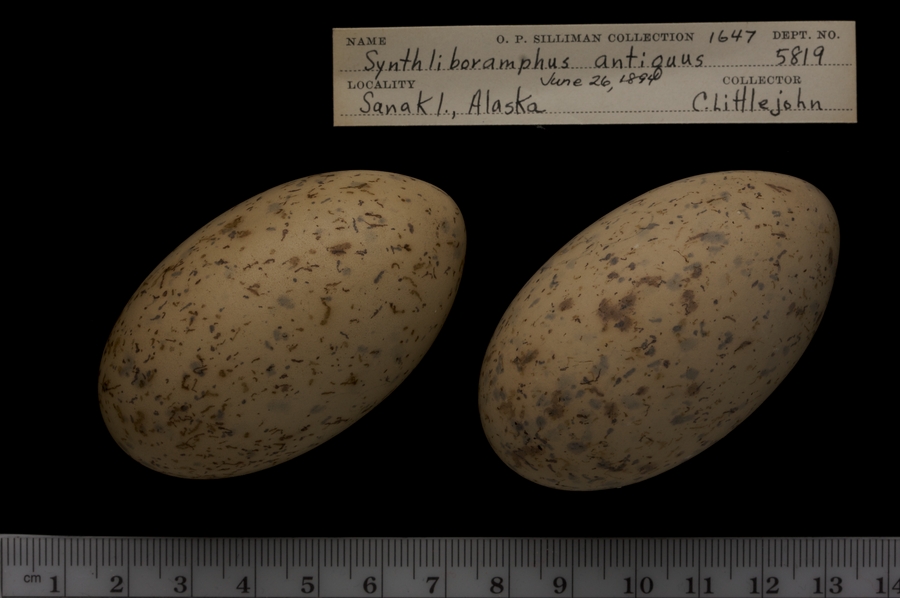 NAME O. P. SILLIMAN COLLECTION 1647 DEPT. NO.
Synthliboramphus antiquus 5819
LOCALITY June 26, 1894 COLLECTOR
Sanak I., Alaska C. Littlejohn
cm 1 2 3 4 5 6 7 8 9 10 11 12 13 14